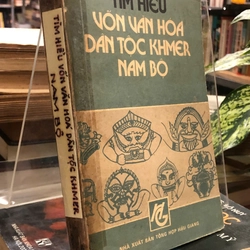 TÌM HIỂU
VỐN VĂN HÓA
DÂN TỘC KHMER
NAM BỘ
NHÀ XUẤT BẢN TỔNG HỢP HẬU GIANG
TÌM HIỂU VỐN VĂN HÓA DÂN TỘC KHMER
NAM BỘ